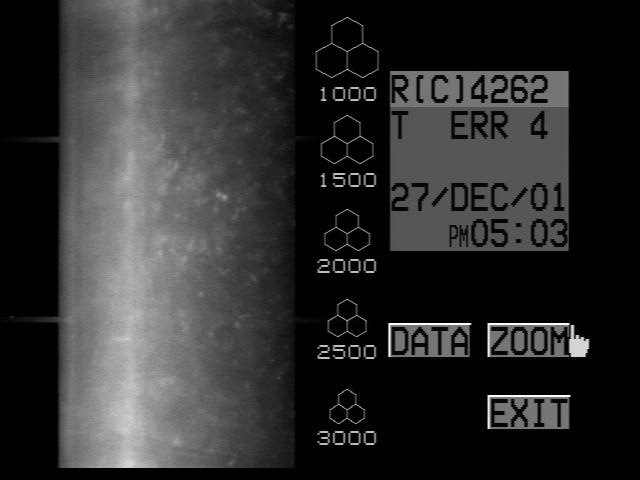 1000
1500
2000
2500
3000
R(C)4262
T ERR 4
27/DEC/01
PM05:03
DATA ZOOM
EXIT